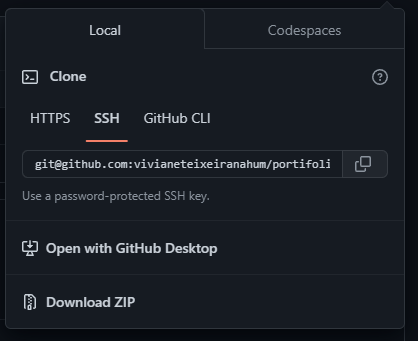 Local Codespaces
Clone
HTTPS SSH GitHub CLI
git@github.com:vivianeteixeiranahum/portifoli
Use a password-protected SSH key.
Open with GitHub Desktop
Download ZIP